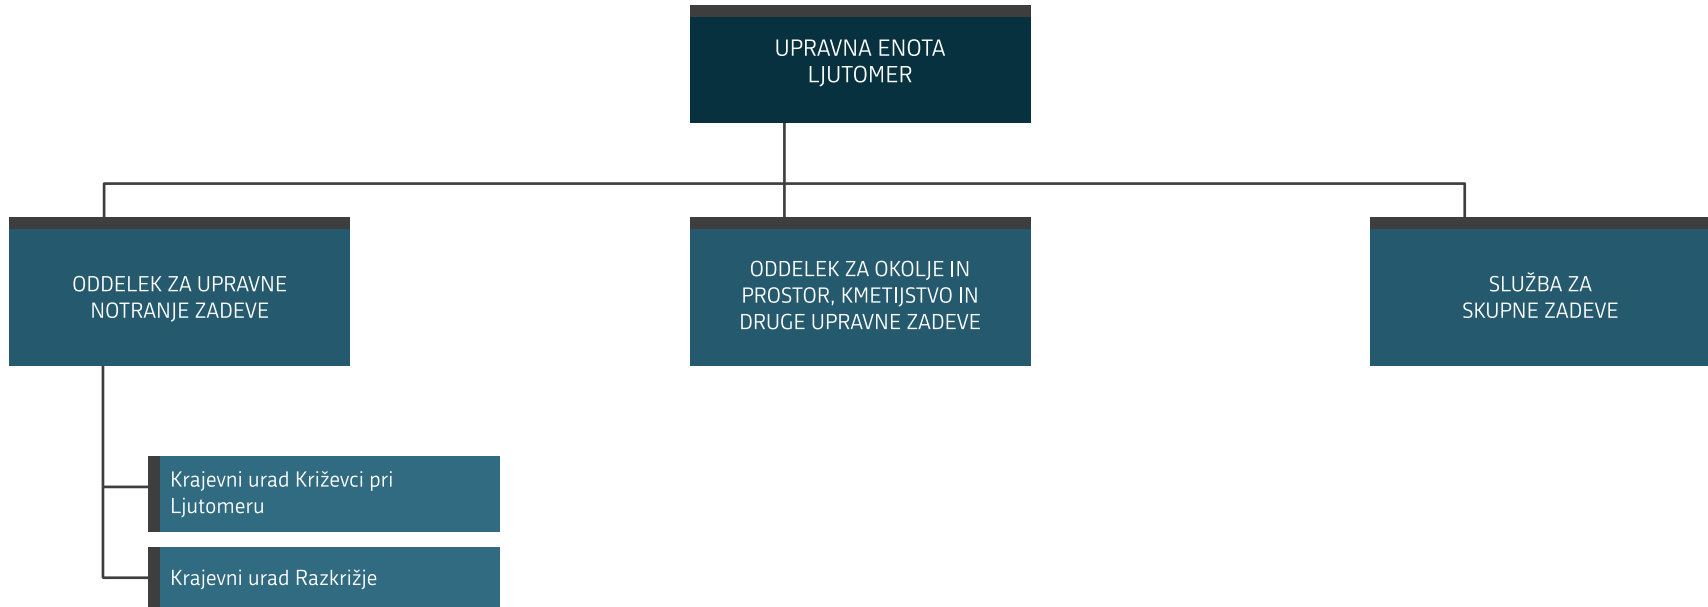 UPRAVNA ENOTA
LJUTOMER
ODDELEK ZA UPRAVNE
NOTRANJE ZADEVE
ODDELEK ZA OKOLJE IN
PROSTOR, KMETIJSTVO IN
DRUGE UPRAVNE ZADEVE
SLUŽBA ZA
SKUPNE ZADEVE
Krajevni urad Križevci pri
Ljutomeru
Krajevni urad Razkrižje